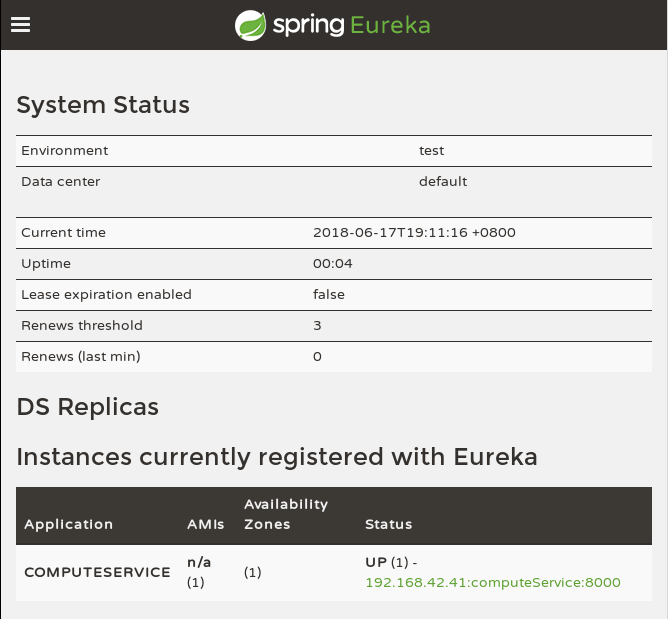 spring Eureka
System Status
Environment test
Data center default
Current time 2018-06-17T19:11:16 +0800
Uptime 00:04
Lease expiration enabled false
Renews threshold 3
Renews (last min) 0
DS Replicas
Instances currently registered with Eureka
Application AMIs Availability Zones Status
COMPUTESERVICE n/a (1) (1) UP (1) - 192.168.42.41:computeService:8000